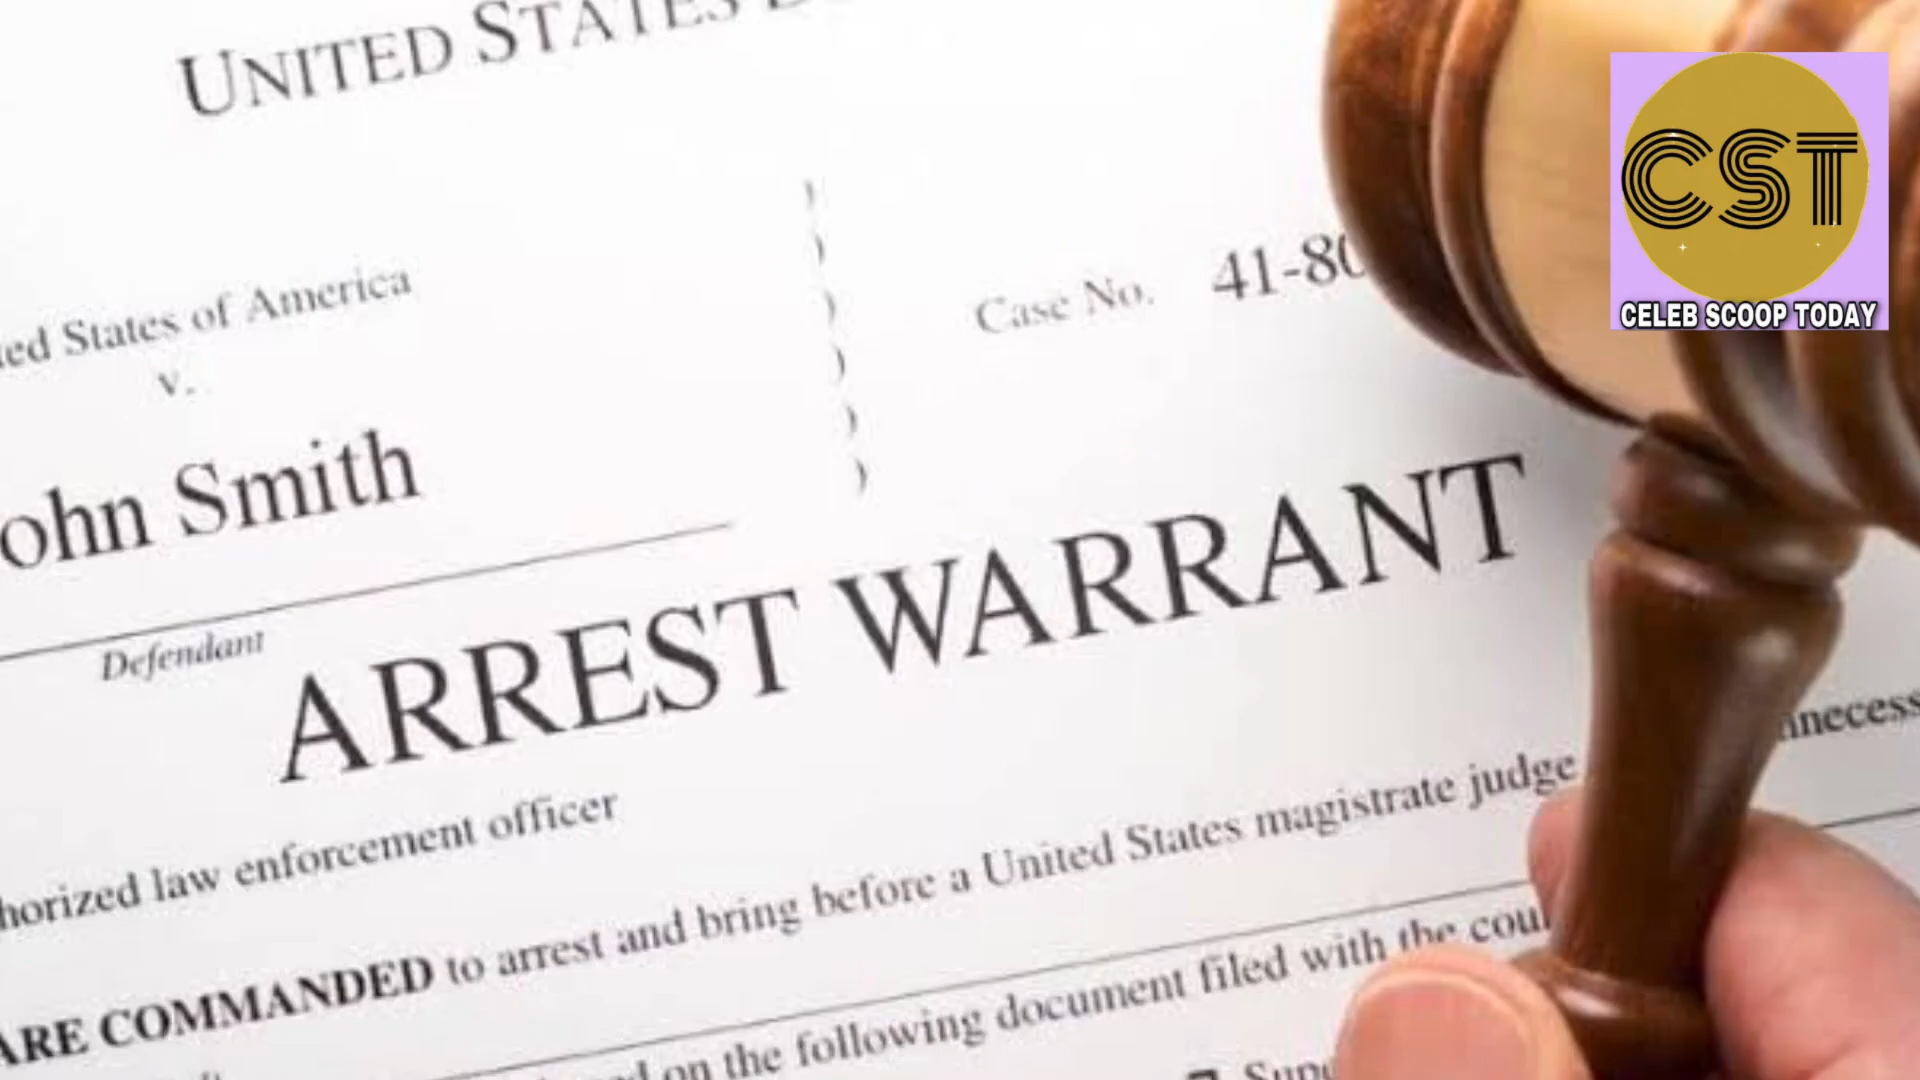 UNITED STATES
CST
CELEB SCOOP TODAY
ed States of America
v.
Case No. 41-80
ohn Smith
Defendant
ARREST WARRANT
horized law enforcement officer
ARE COMMANDED to arrest and bring before a United States magistrate judge
nnecess
on the following document filed with the cou